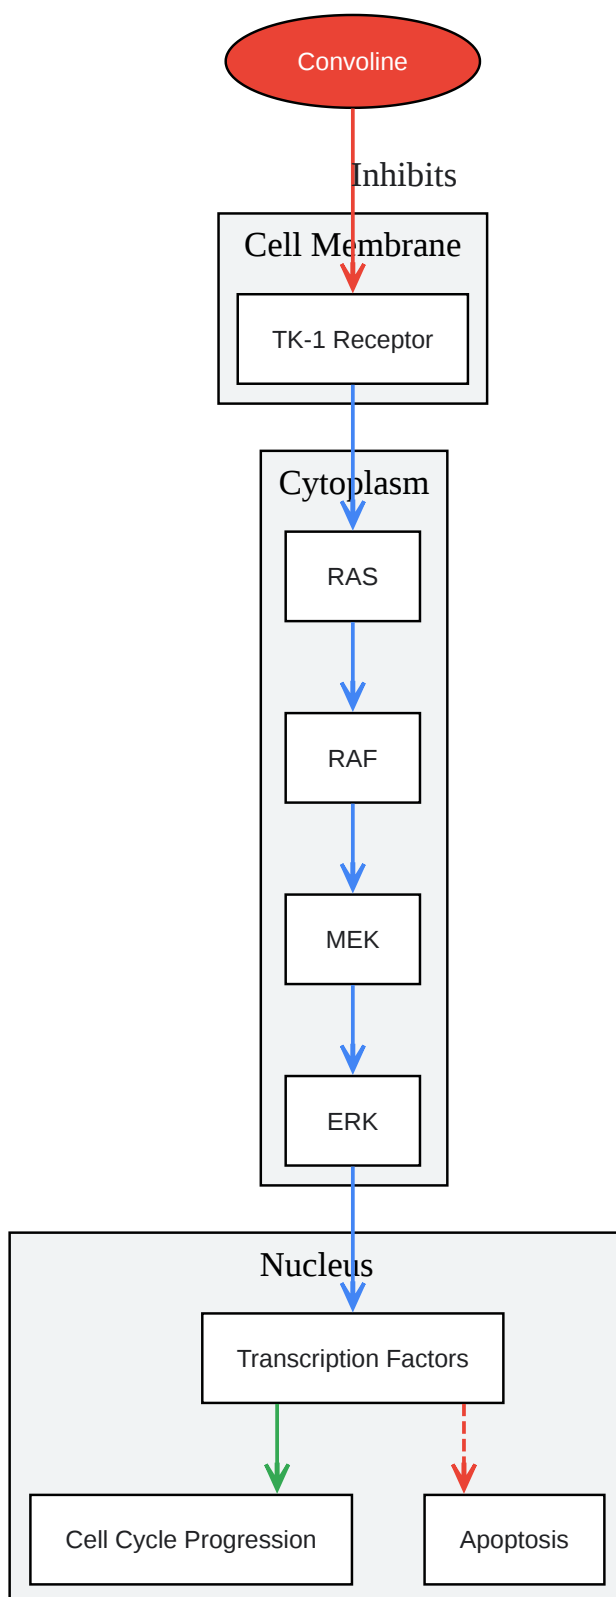 Convoline
Inhibits
Cell Membrane
TK-1 Receptor
Cytoplasm
RAS
RAF
MEK
ERK
Nucleus
Transcription Factors
Cell Cycle Progression
Apoptosis